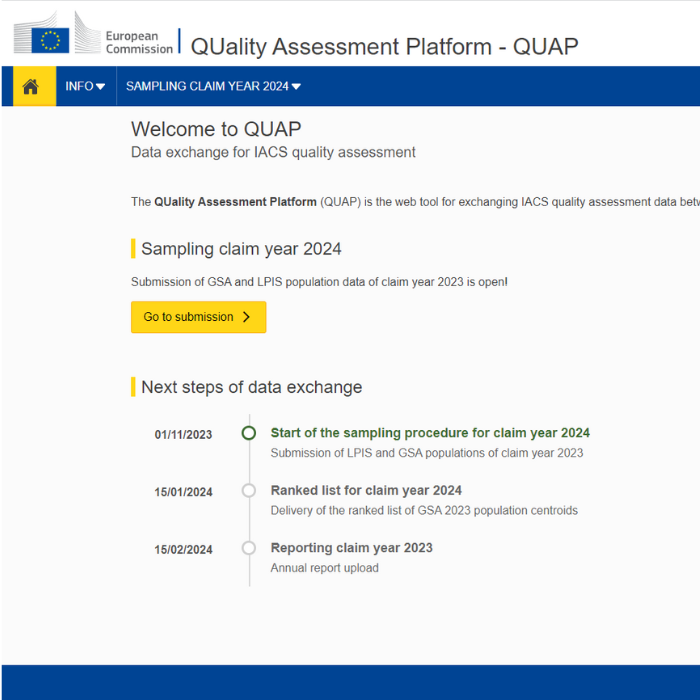 European
Commission
QUality Assessment Platform - QUAP
INFO
SAMPLING CLAIM YEAR 2024
Welcome to QUAP
Data exchange for IACS quality assessment
The QUality Assessment Platform (QUAP) is the web tool for exchanging IACS quality assessment data
Sampling claim year 2024
Submission of GSA and LPIS population data of claim year 2023 is open!
Go to submission
Next steps of data exchange
01/11/2023
Start of the sampling procedure for claim year 2024
Submission of LPIS and GSA populations of claim year 2023
15/01/2024
Ranked list for claim year 2024
Delivery of the ranked list of GSA 2023 population centroids
15/02/2024
Reporting claim year 2023
Annual report upload